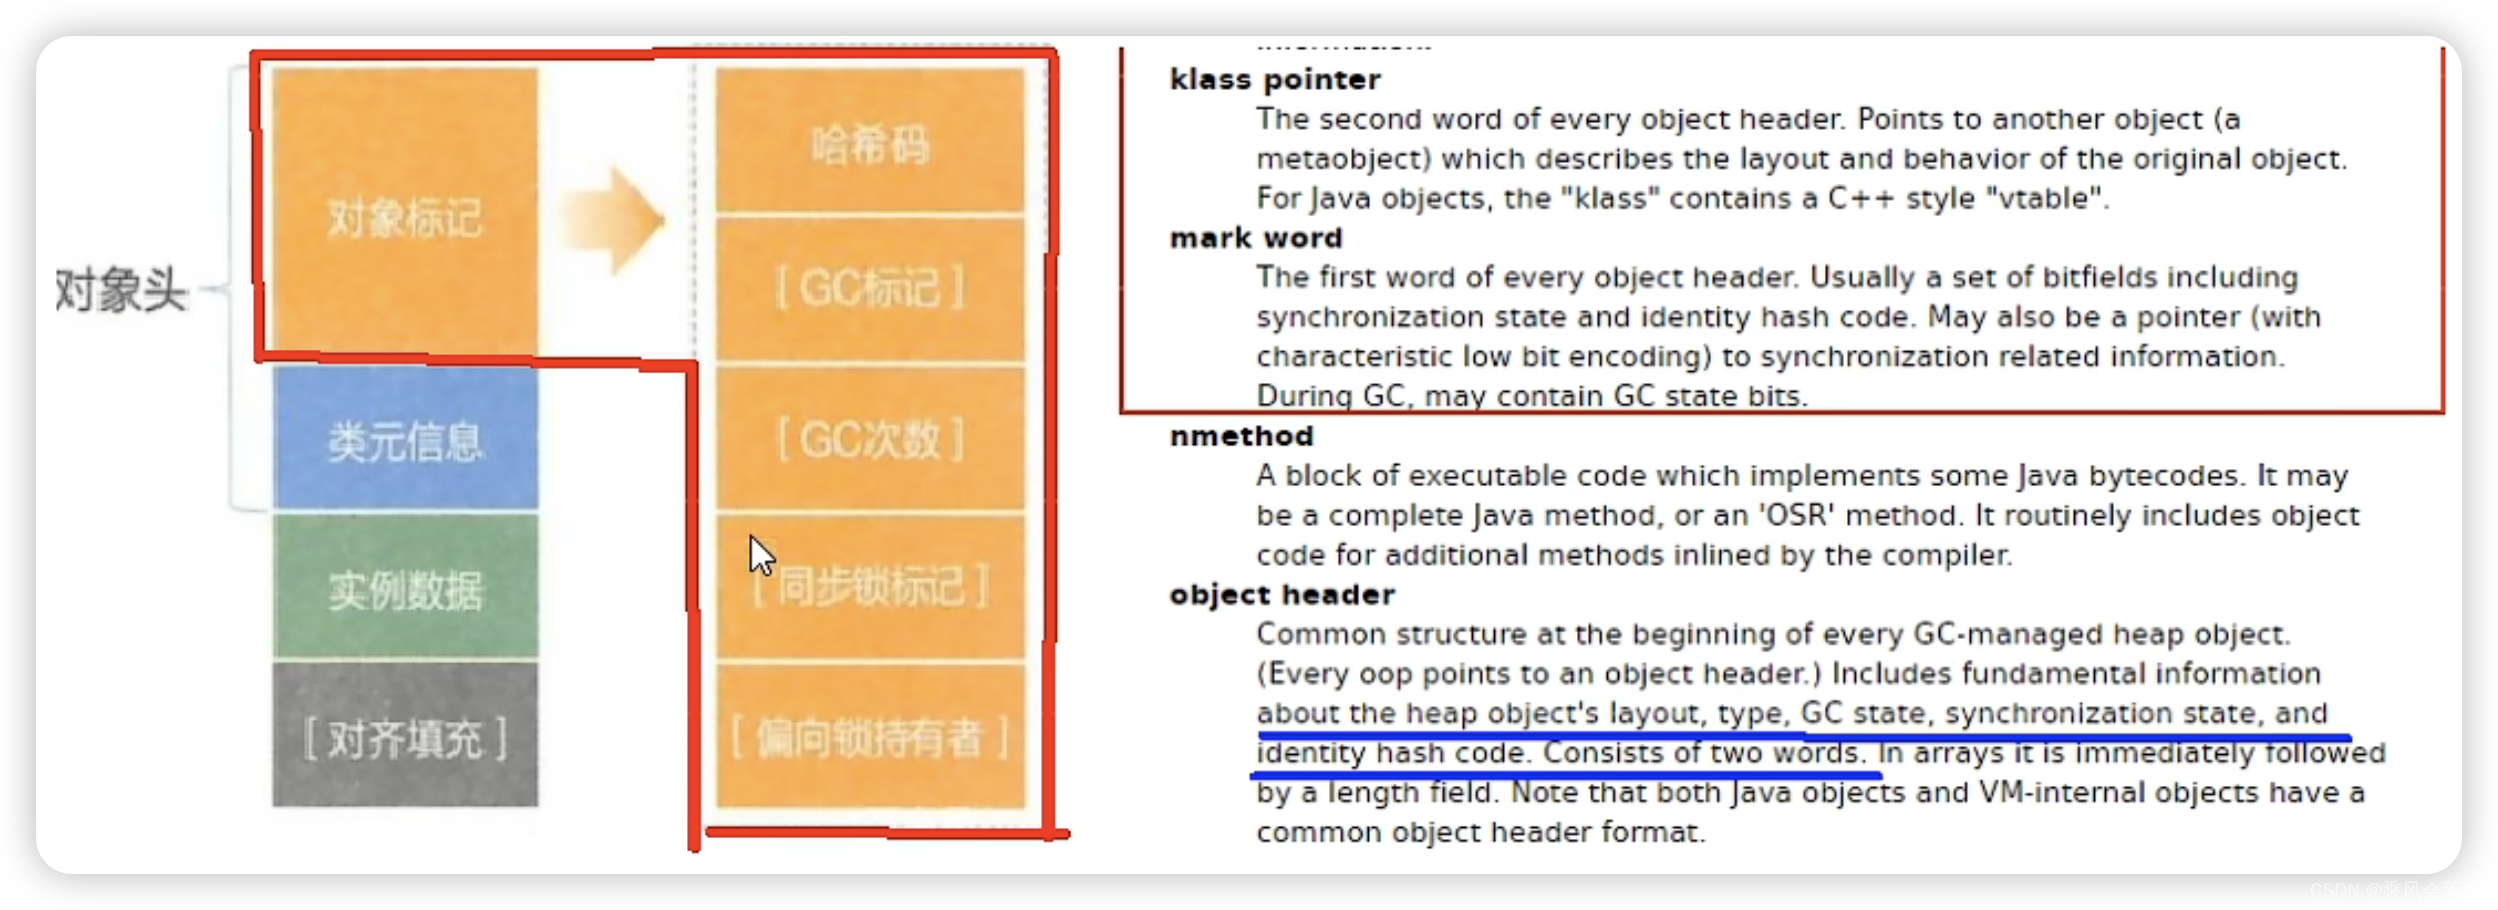 对象头
对象标记
类元信息
实例数据
[ 对齐填充 ]
哈希码
[ GC标记 ]
[ GC次数 ]
[ 同步锁标记 ]
[ 偏向锁持有者 ]
klass pointer
The second word of every object header. Points to another object (a
metaobject) which describes the layout and behavior of the original object.
For Java objects, the "klass" contains a C++ style "vtable".
mark word
The first word of every object header. Usually a set of bitfields including
synchronization state and identity hash code. May also be a pointer (with
characteristic low bit encoding) to synchronization related information.
During GC, may contain GC state bits.
nmethod
A block of executable code which implements some Java bytecodes. It may
be a complete Java method, or an 'OSR' method. It routinely includes object
code for additional methods inlined by the compiler.
object header
Common structure at the beginning of every GC-managed heap object.
(Every oop points to an object header.) Includes fundamental information
about the heap object's layout, type, GC state, synchronization state, and
identity hash code. Consists of two words. In arrays it is immediately followed
by a length field. Note that both Java objects and VM-internal objects have a
common object header format.
CSDN @乘风